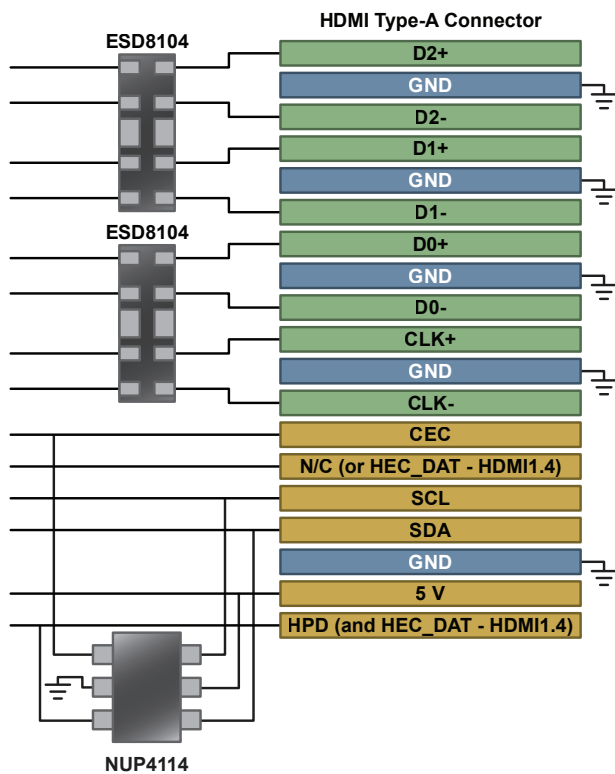 HDMI Type-A Connector
ESD8104
D2+
GND
D2-
D1+
GND
D1-
ESD8104
D0+
GND
D0-
CLK+
GND
CLK-
CEC
N/C (or HEC_DAT - HDMI1.4)
SCL
SDA
GND
5 V
HPD (and HEC_DAT - HDMI1.4)
NUP4114